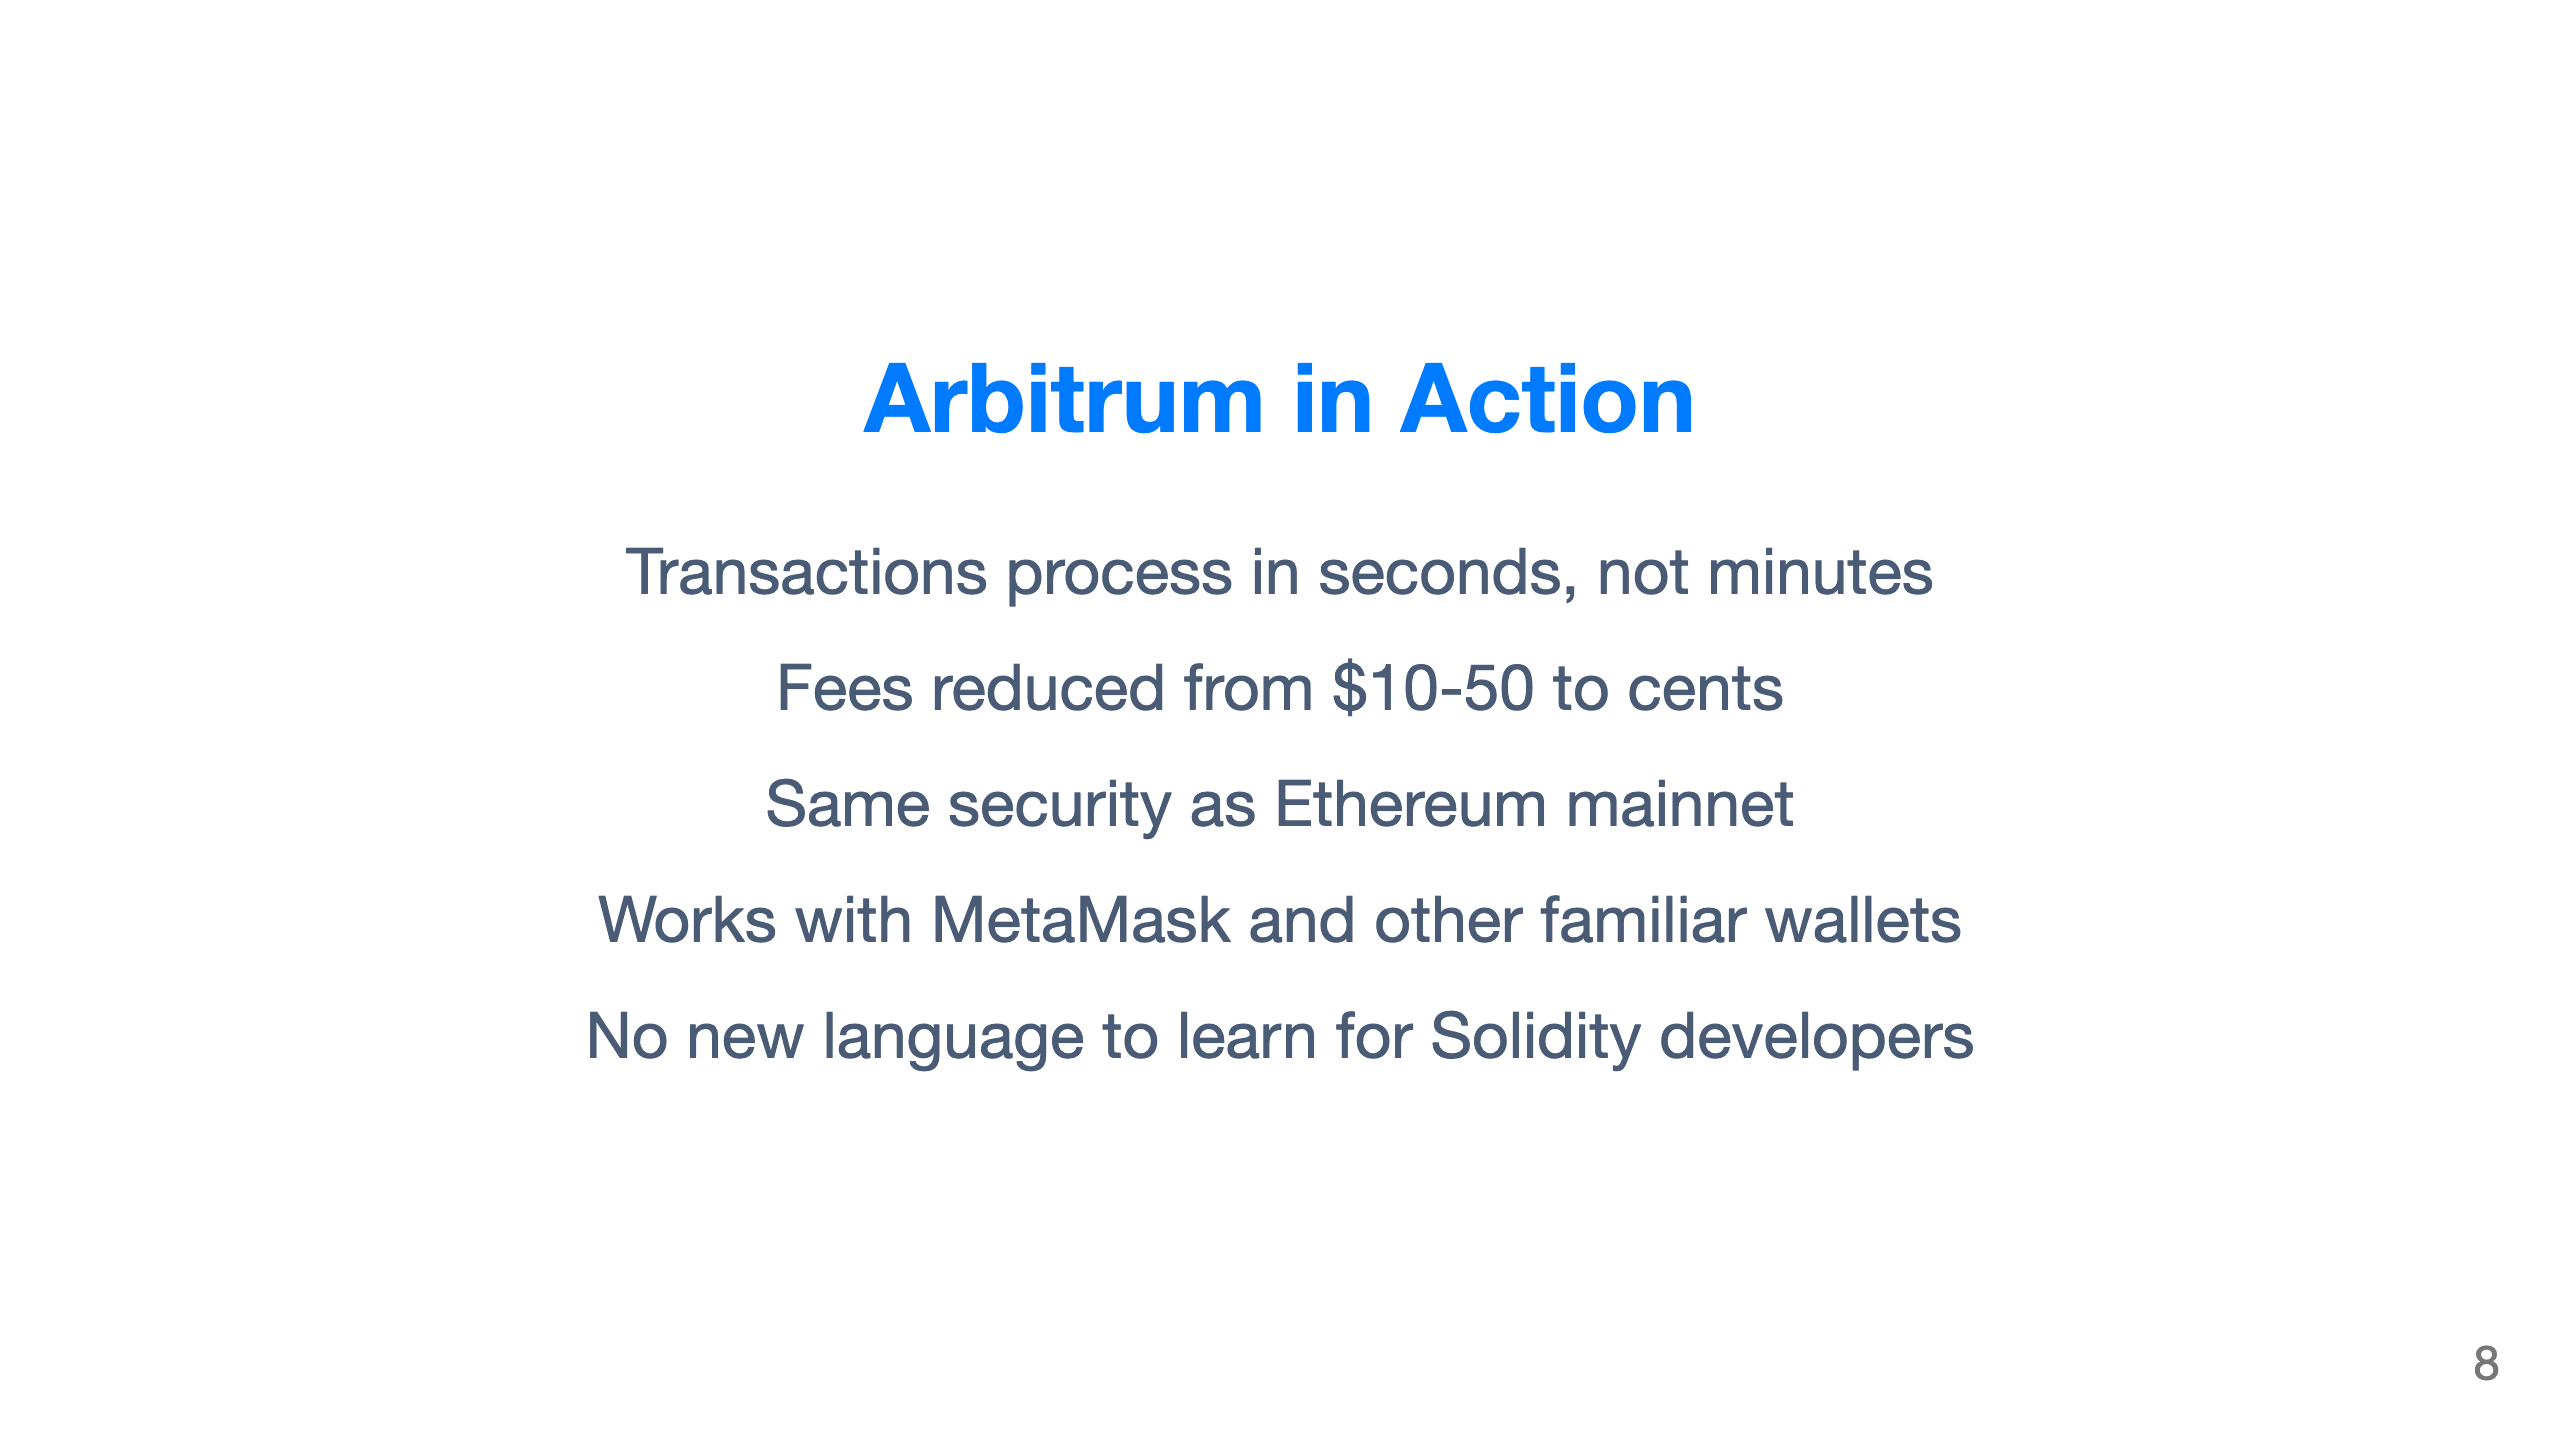 Arbitrum in Action
Transactions process in seconds, not minutes
Fees reduced from $10-50 to cents
Same security as Ethereum mainnet
Works with MetaMask and other familiar wallets
No new language to learn for Solidity developers
8